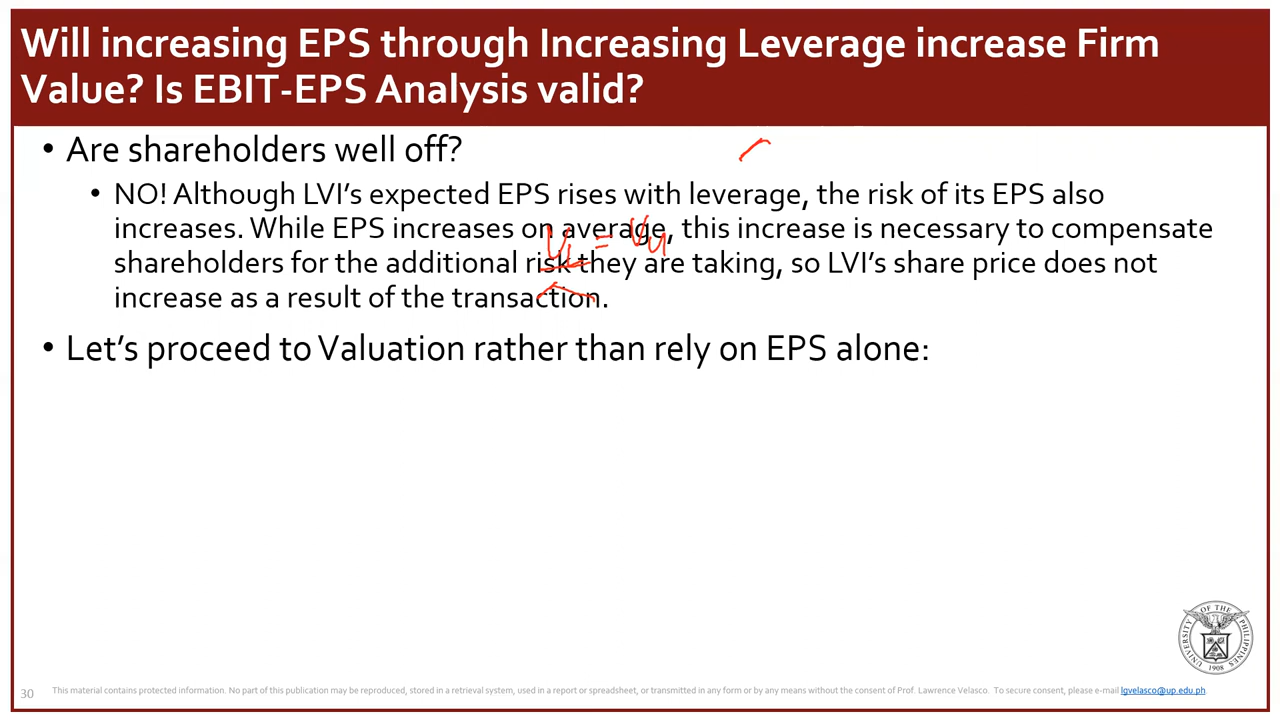 Will increasing EPS through Increasing Leverage increase Firm
Value? Is EBIT-EPS Analysis valid?
• Are shareholders well off?
• NO! Although LVI’s expected EPS rises with leverage, the risk of its EPS also
increases. While EPS increases on average, this increase is necessary to compensate
shareholders for the additional risk they are taking, so LVI’s share price does not
increase as a result of the transaction.
VL = VU
• Let’s proceed to Valuation rather than rely on EPS alone:
UNIVERSITY OF THE PHILIPPINES
1908
30
This material contains protected information. No part of this publication may be reproduced, stored in a retrieval system, used in a report or spreadsheet, or transmitted in any form or by any means without the consent of Prof. Lawrence Velasco. To secure consent, please e-mail lgvelasco@up.edu.ph.